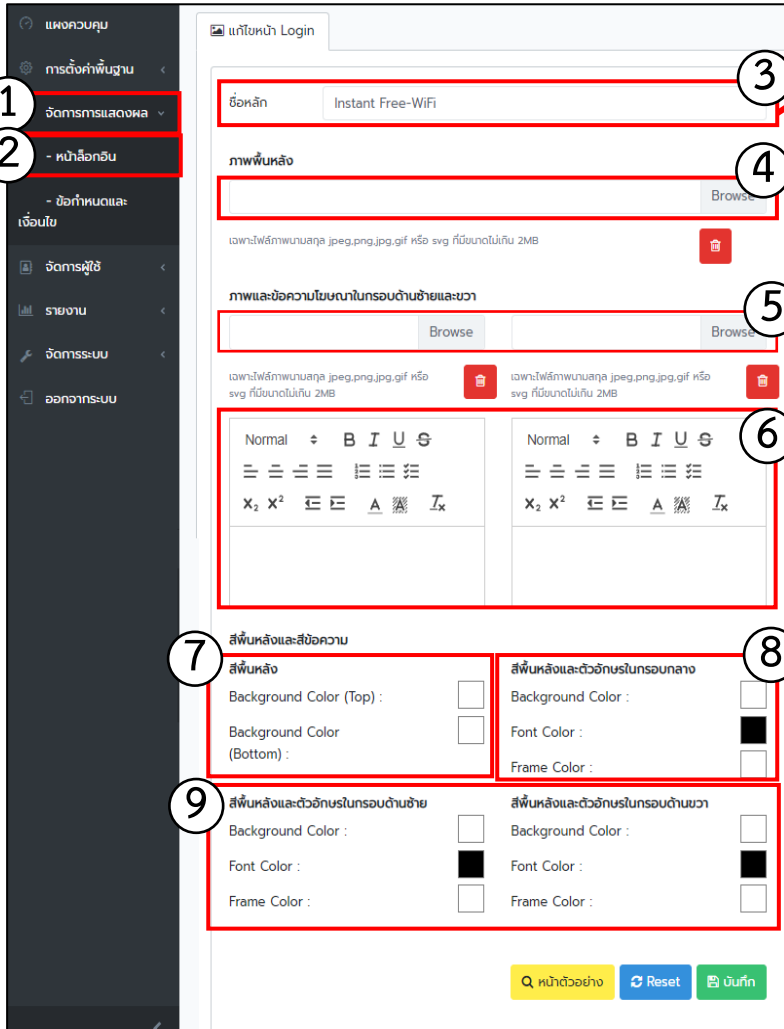 แผงควบคุม
การตั้งค่าพื้นฐาน
1
จัดการการแสดงผล
2
- หน้าล็อกอิน
- ข้อกำหนดและ
เงื่อนไข
จัดการผู้ใช้
รายงาน
จัดการระบบ
ออกจากระบบ
แก้ไขหน้า Login
3
ชื่อหลัก Instant Free-WiFi
ภาพพื้นหลัง
4
Browse
เฉพาะไฟล์ภาพนามสกุล jpeg,png,jpg,gif หรือ svg ที่มีขนาดไม่เกิน 2MB
ภาพและข้อความโฆษณาในกรอบด้านซ้ายและขวา
5
Browse Browse
เฉพาะไฟล์ภาพนามสกุล jpeg,png,jpg,gif หรือ
svg ที่มีขนาดไม่เกิน 2MB
เฉพาะไฟล์ภาพนามสกุล jpeg,png,jpg,gif หรือ
svg ที่มีขนาดไม่เกิน 2MB
6
Normal B I U S
X₂ X² A A Tx
Normal B I U S
X₂ X² A A Tx
สีพื้นหลังและสีข้อความ
7
สีพื้นหลัง
Background Color (Top) :
Background Color
(Bottom) :
8
สีพื้นหลังและตัวอักษรในกรอบกลาง
Background Color :
Font Color :
Frame Color :
9
สีพื้นหลังและตัวอักษรในกรอบด้านซ้าย
Background Color :
Font Color :
Frame Color :
สีพื้นหลังและตัวอักษรในกรอบด้านขวา
Background Color :
Font Color :
Frame Color :
หน้าตัวอย่าง Reset บันทึก